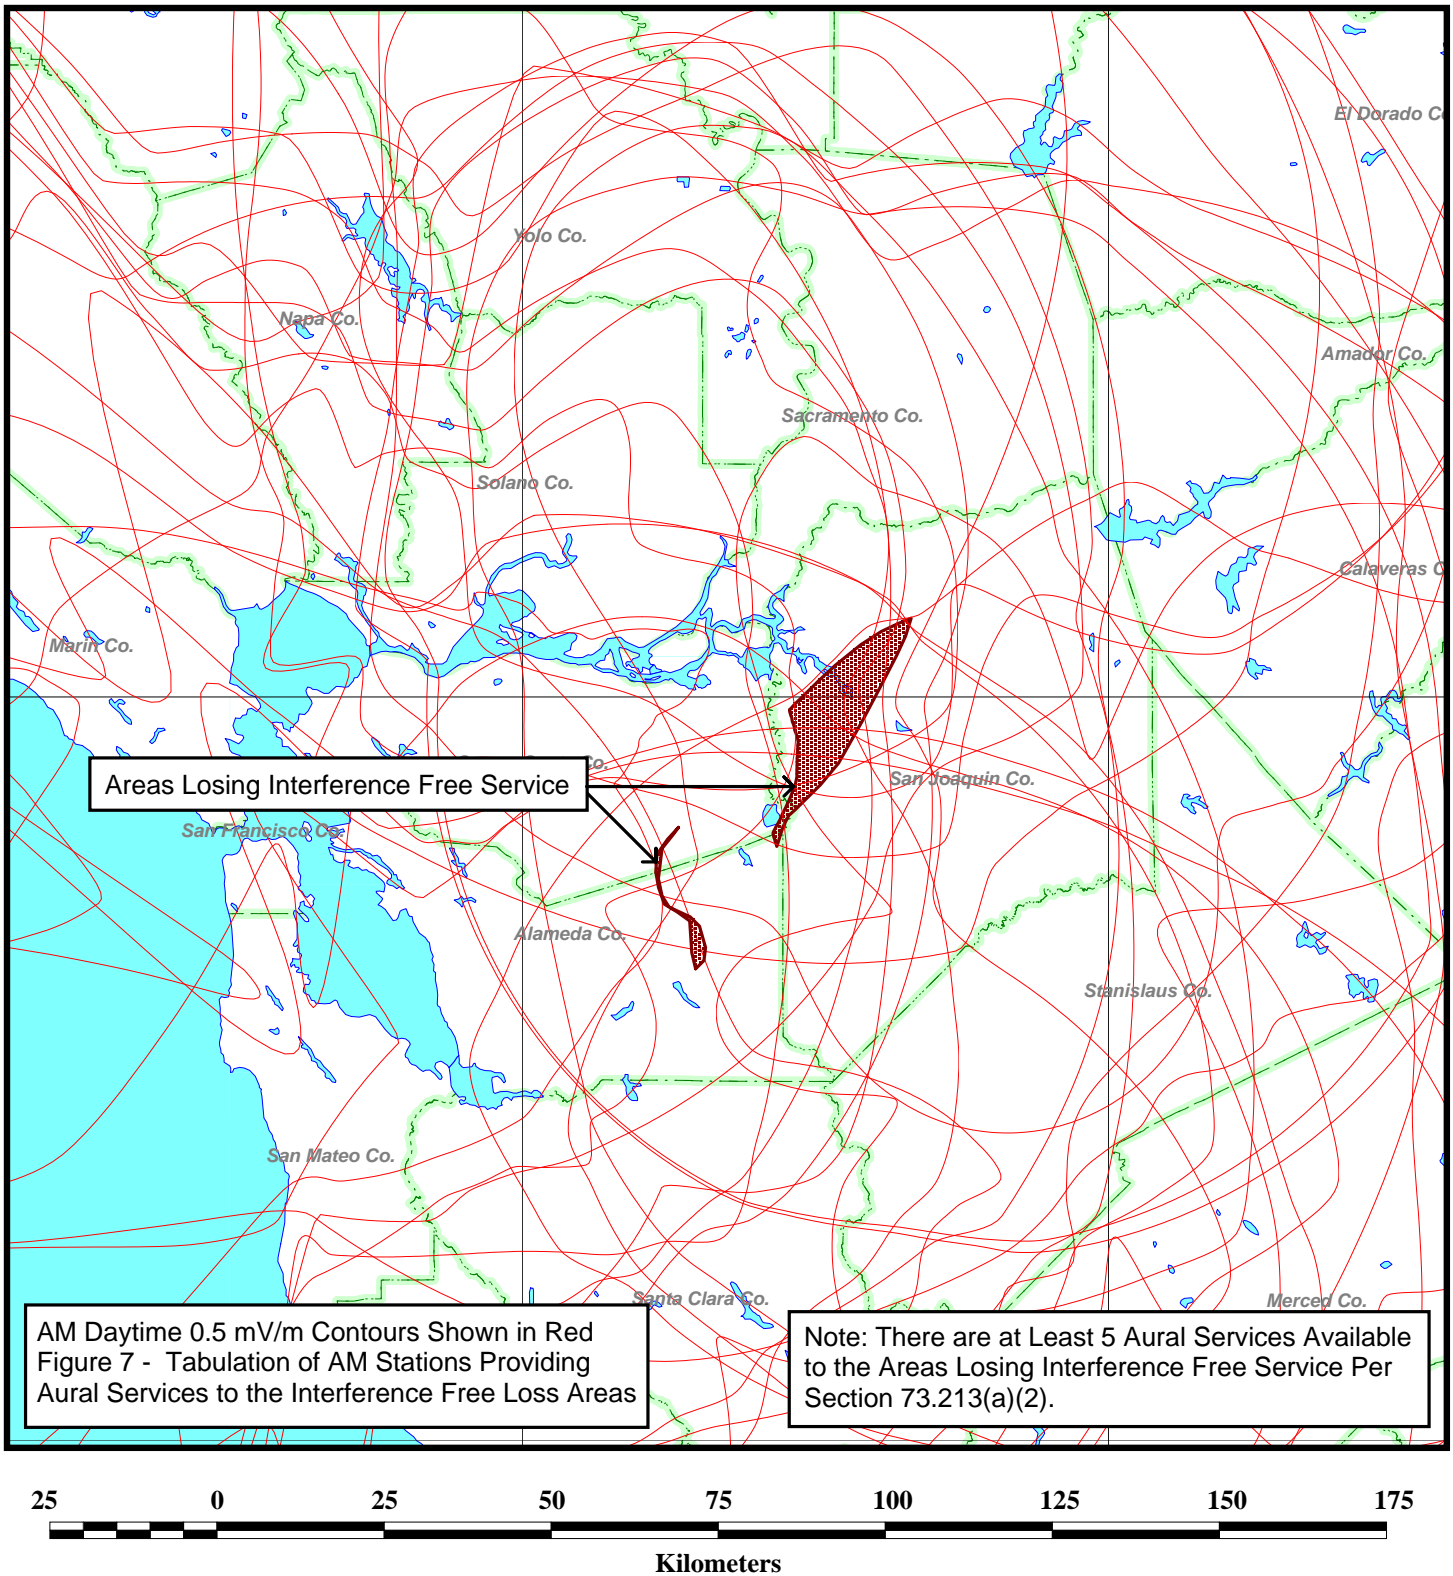 El Dorado C
Yolo Co.
Napa Co.
Amador Co.
Sacramento Co.
Solano Co.
Calaveras C
Marin Co.
Co.
San Joaquin Co.
Areas Losing Interference Free Service
San Francisco Co.
Alameda Co.
Stanislaus Co.
San Mateo Co.
Santa Clara Co.
Merced Co.
AM Daytime 0.5 mV/m Contours Shown in Red
Figure 7 - Tabulation of AM Stations Providing
Aural Services to the Interference Free Loss Areas
Note: There are at Least 5 Aural Services Available
to the Areas Losing Interference Free Service Per
Section 73.213(a)(2).
25 0 25 50 75 100 125 150 175
Kilometers